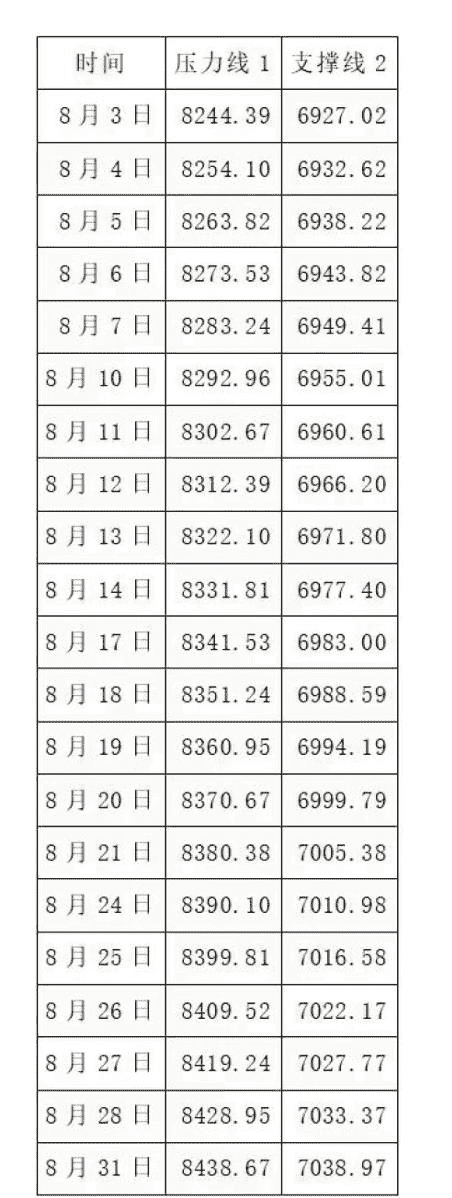 时间 压力线1 支撑线2
8月3日 8244.39 6927.02
8月4日 8254.10 6932.62
8月5日 8263.82 6938.22
8月6日 8273.53 6943.82
8月7日 8283.24 6949.41
8月10日 8292.96 6955.01
8月11日 8302.67 6960.61
8月12日 8312.39 6966.20
8月13日 8322.10 6971.80
8月14日 8331.81 6977.40
8月17日 8341.53 6983.00
8月18日 8351.24 6988.59
8月19日 8360.95 6994.19
8月20日 8370.67 6999.79
8月21日 8380.38 7005.38
8月24日 8390.10 7010.98
8月25日 8399.81 7016.58
8月26日 8409.52 7022.17
8月27日 8419.24 7027.77
8月28日 8428.95 7033.37
8月31日 8438.67 7038.97